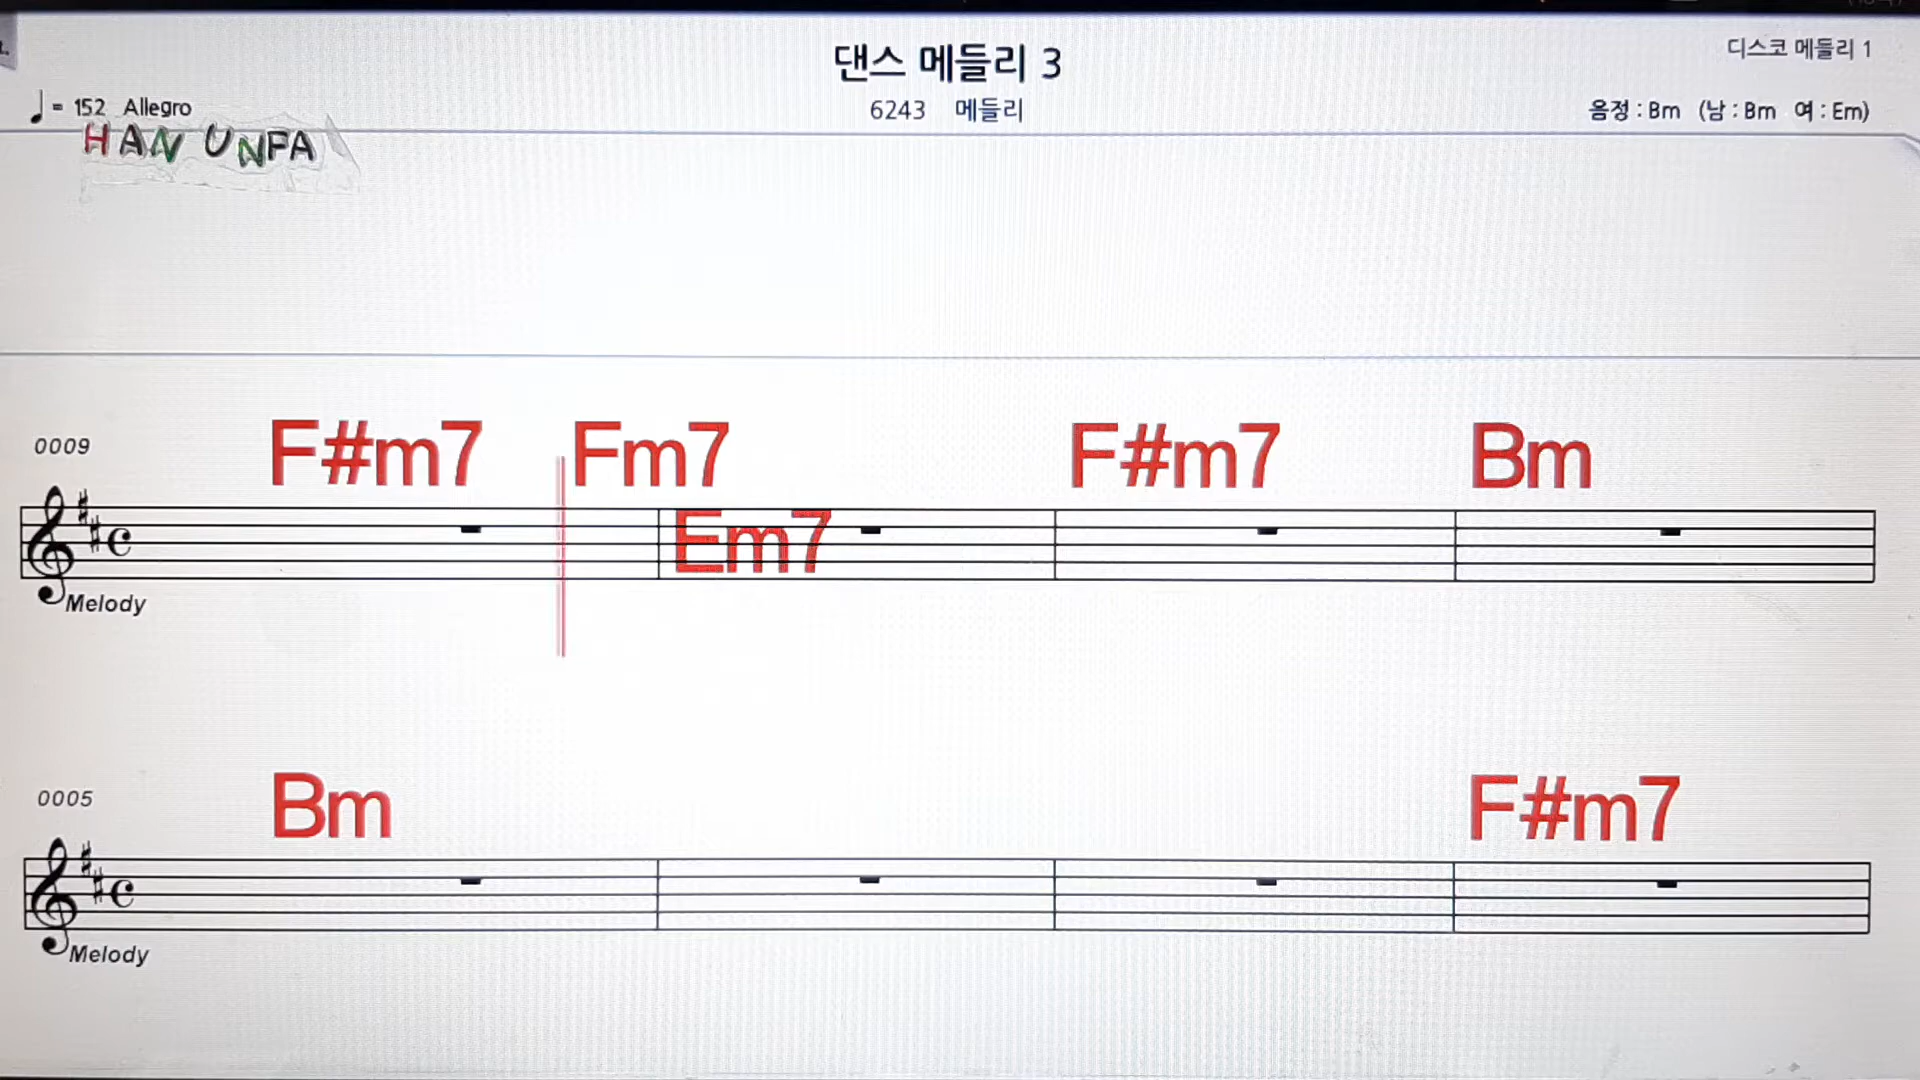 댄스 메들리 3
디스코 메들리 1
♩= 152 Allegro
6243 메들리
음정 : Bm (남 : Bm 여 : Em)
HAN UNPA
0009
F#m7 Fm7 F#m7 Bm
Em7
Melody
0005
Bm F#m7
Melody